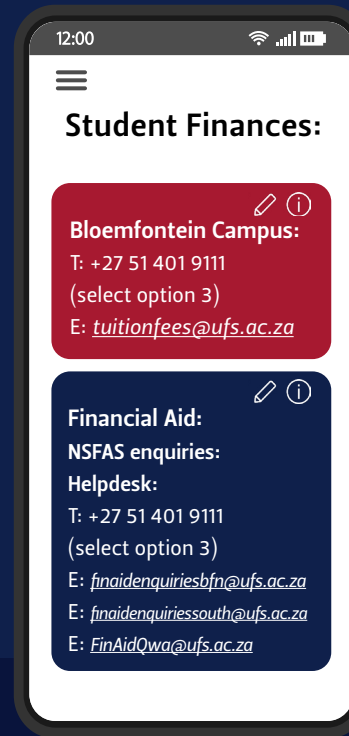 12:00
Student Finances:
Bloemfontein Campus:
T: +27 51 401 9111
(select option 3)
E: tuitionfees@ufs.ac.za
Financial Aid:
NSFAS enquiries:
Helpdesk:
T: +27 51 401 9111
(select option 3)
E: finaidenquiriesbfn@ufs.ac.za
E: finaidenquiriessouth@ufs.ac.za
E: FinAidQwa@ufs.ac.za